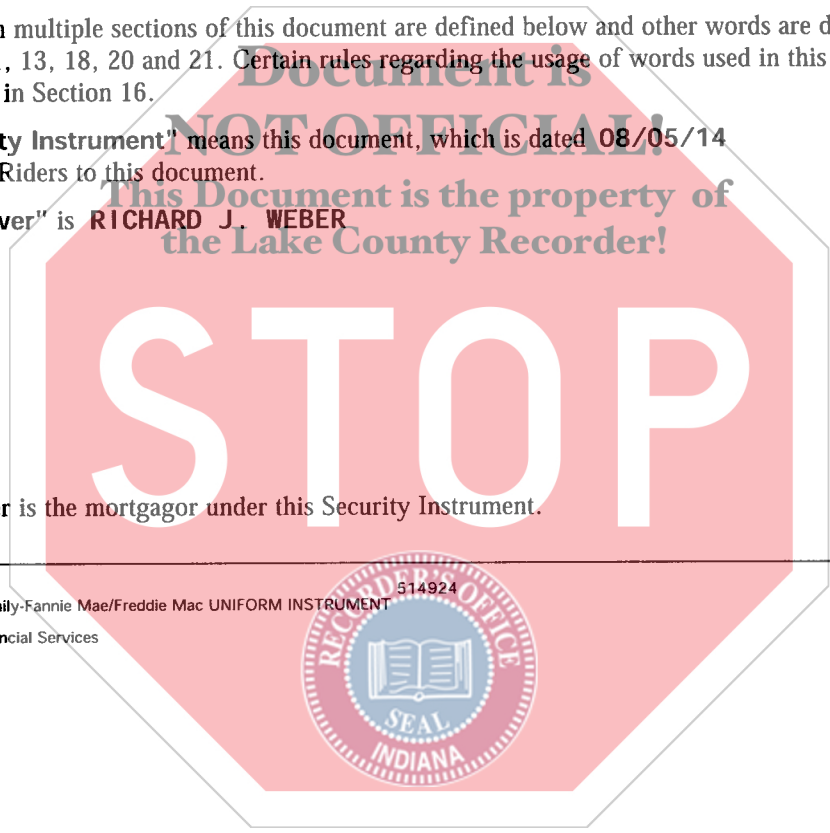 multiple sections of this document are defined below and other words are
, 13, 18, 20 and 21. Certain rules regarding the usage of words used in this
Document is
in Section 16.
ty Instrument" means this document, which is dated 08/05/14
NOT OFFICIAL!
Riders to this document.
This Document is the property of
ver" is RICHARD J. WEBER
the Lake County Recorder!
STOP
r is the mortgagor under this Security Instrument.
514924
ily-Fannie Mae/Freddie Mac UNIFORM INSTRUMENT
ncial Services
RECORDER'S OFFICE
SEAL
INDIANA